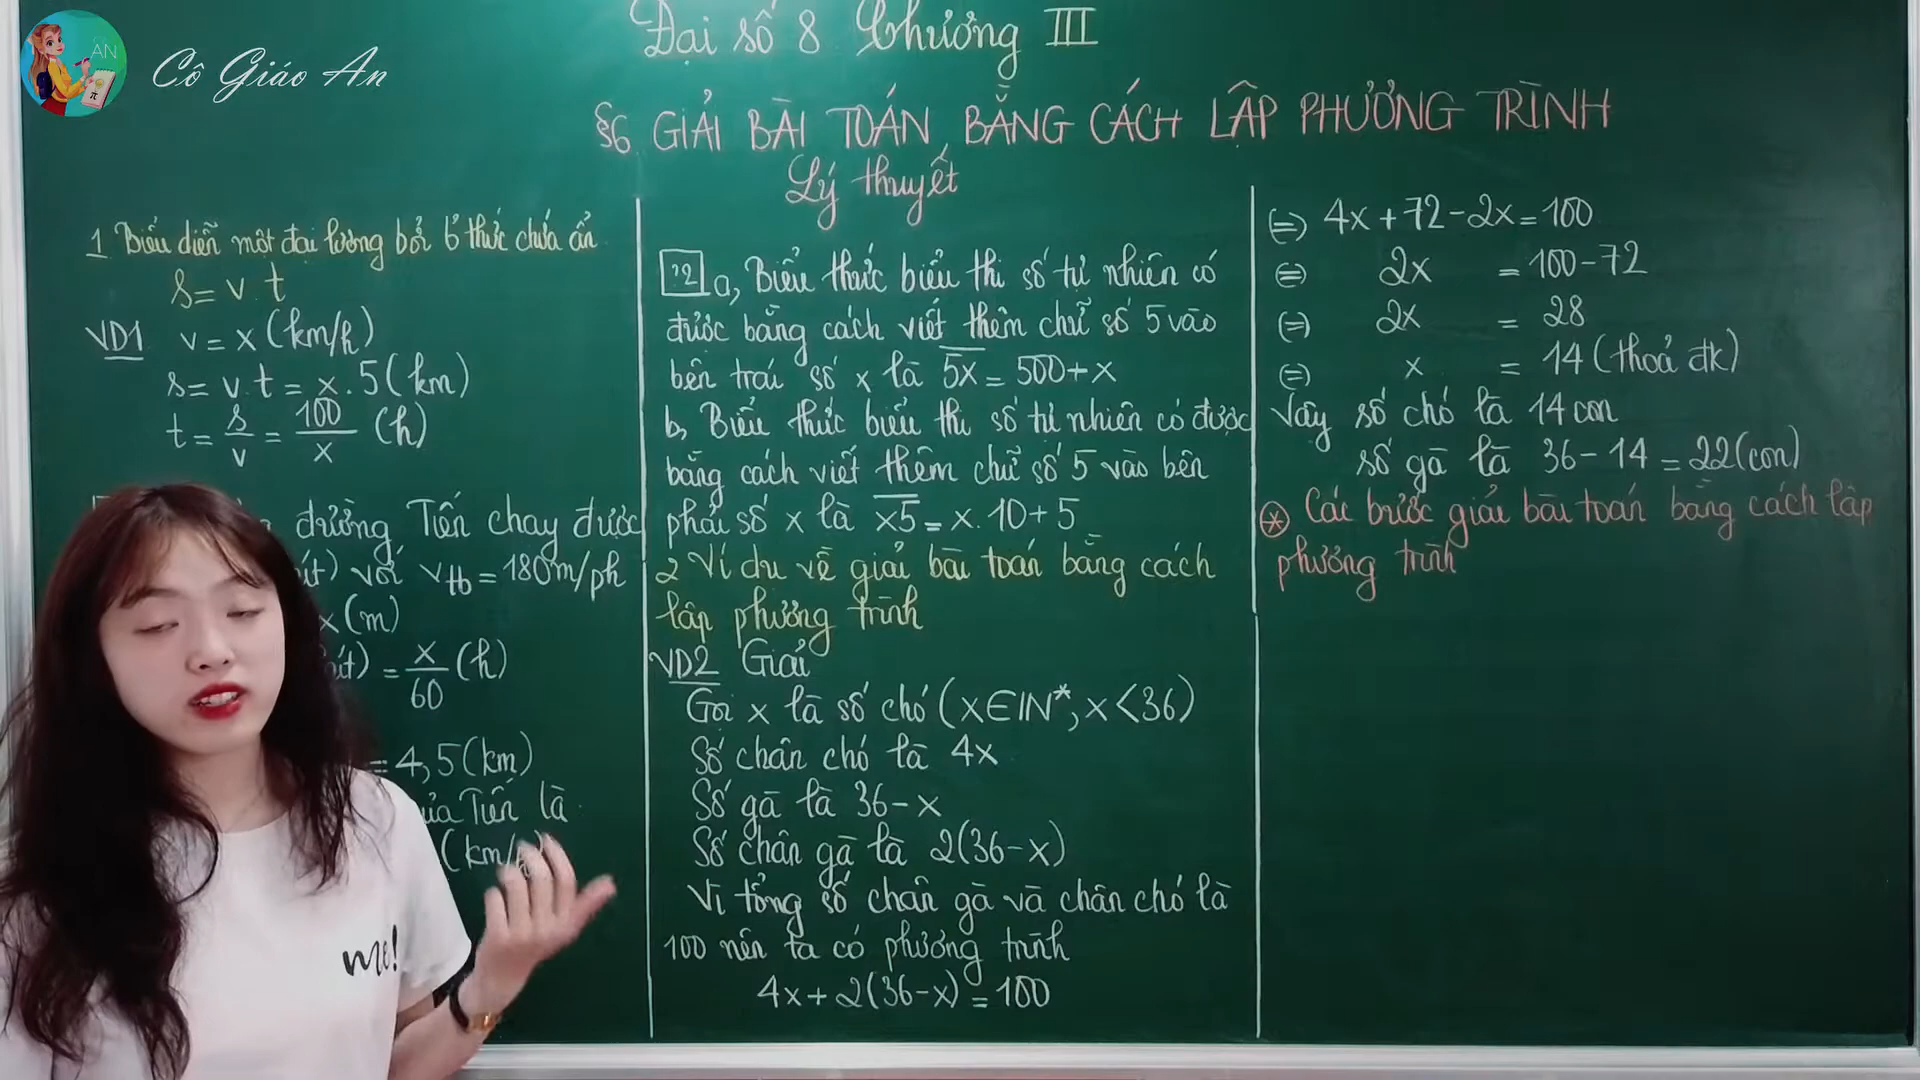 AN
Cô Giáo An
Đại số 8 Chương III
§6 GIẢI BÀI TOÁN BẰNG CÁCH LẬP PHƯƠNG TRÌNH
Lý thuyết
1 Biểu diễn một đại lượng bởi b thức chứa ẩn
s = v.t
VD1 v = x (km/h)
s = v.t = x.5 (km)
t = s/v = 100/x (h)
đường Tiến chạy được
với vtb = 180m/ph
x (m)
= x/60 (h)
= 4,5 (km)
của Tiến là
(km/h)
?2 a, Biểu thức biểu thị số tự nhiên có
được bằng cách viết thêm chữ số 5 vào
bên trái số x là 5x = 500 + x
b, Biểu thức biểu thị số tự nhiên có được
bằng cách viết thêm chữ số 5 vào bên
phải số x là x5 = x.10 + 5
2 Ví dụ về giải bài toán bằng cách
lập phương trình
VD2 Giải
Gọi x là số chó (x ∈ IN*, x < 36)
Số chân chó là 4x
Số gà là 36 - x
Số chân gà là 2(36 - x)
Vì tổng số chân gà và chân chó là
100 nên ta có phương trình
4x + 2(36 - x) = 100
(=) 4x + 72 - 2x = 100
(=) 2x = 100 - 72
(=) 2x = 28
(=) x = 14 (thoả đk)
Vậy số chó là 14 con
số gà là 36 - 14 = 22 (con)
* Các bước giải bài toán bằng cách lập
phương trình
me!